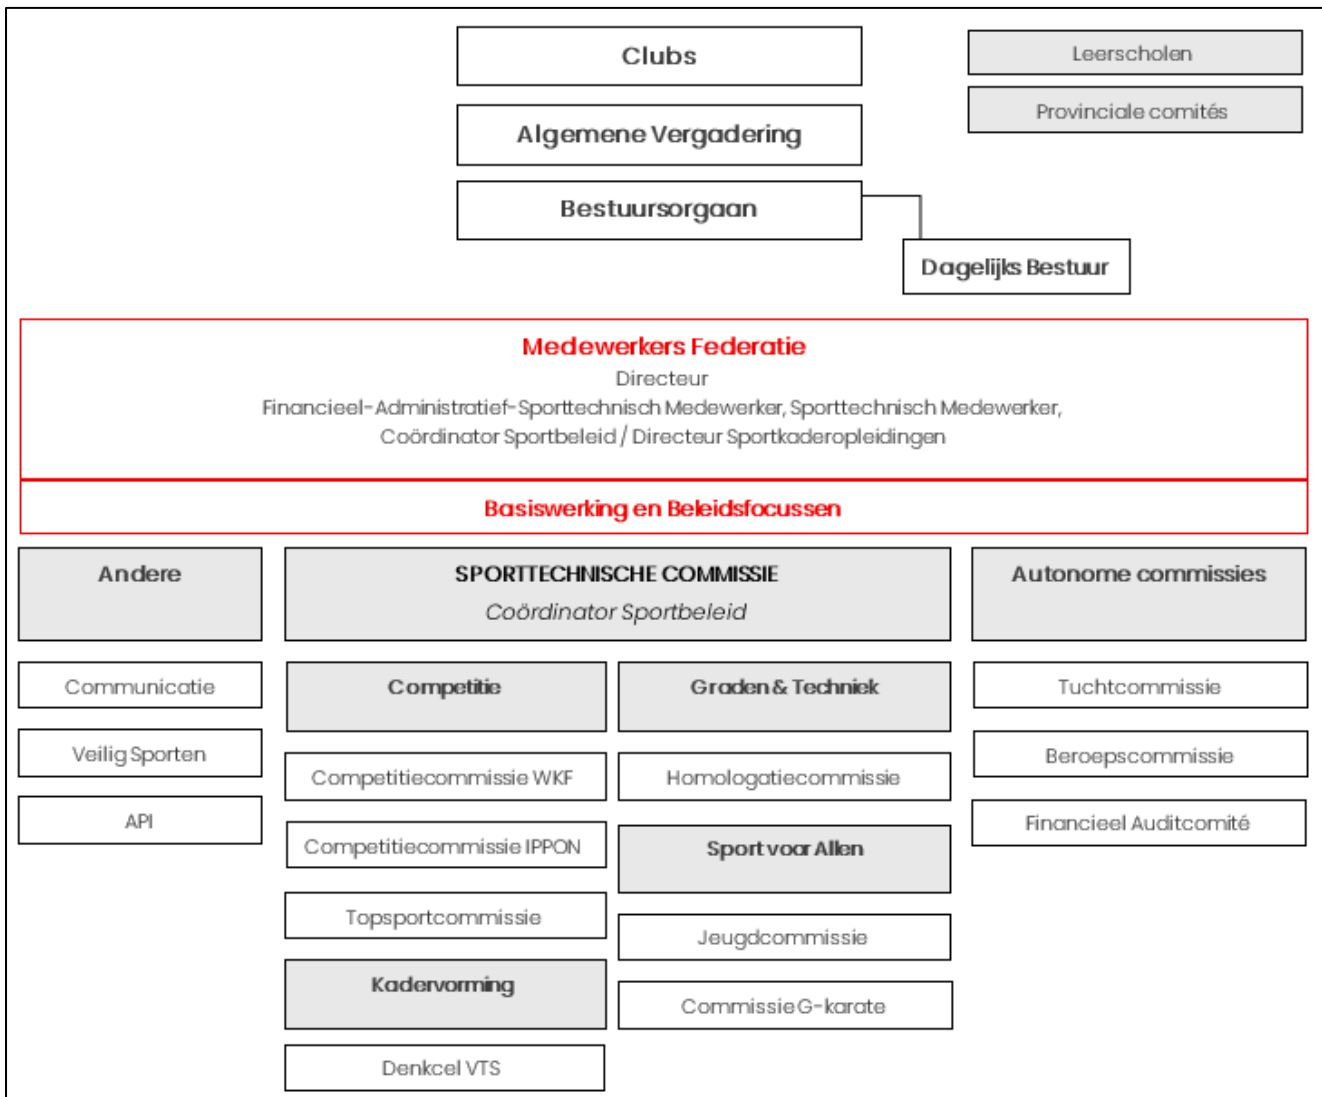 Clubs
Leerscholen
Provinciale comités
Algemene Vergadering
Bestuursorgaan
Dagelijks Bestuur
Medewerkers Federatie
Directeur
Financieel-Administratief-Sporttechnisch Medewerker, Sporttechnisch Medewerker,
Coördinator Sportbeleid / Directeur Sportkaderopleidingen
Basiswerking en Beleidsfocussen
Andere
Communicatie
Veilig Sporten
API
SPORTTECHNISCHE COMMISSIE
Coördinator Sportbeleid
Competitie
Competitiecommissie WKF
Competitiecommissie IPPON
Topsportcommissie
Kadervorming
Denkcel VTS
Graden & Techniek
Homologatiecommissie
Sport voor Allen
Jeugdcommissie
Commissie G-karate
Autonome commissies
Tuchtcommissie
Beroepscommissie
Financieel Auditcomité